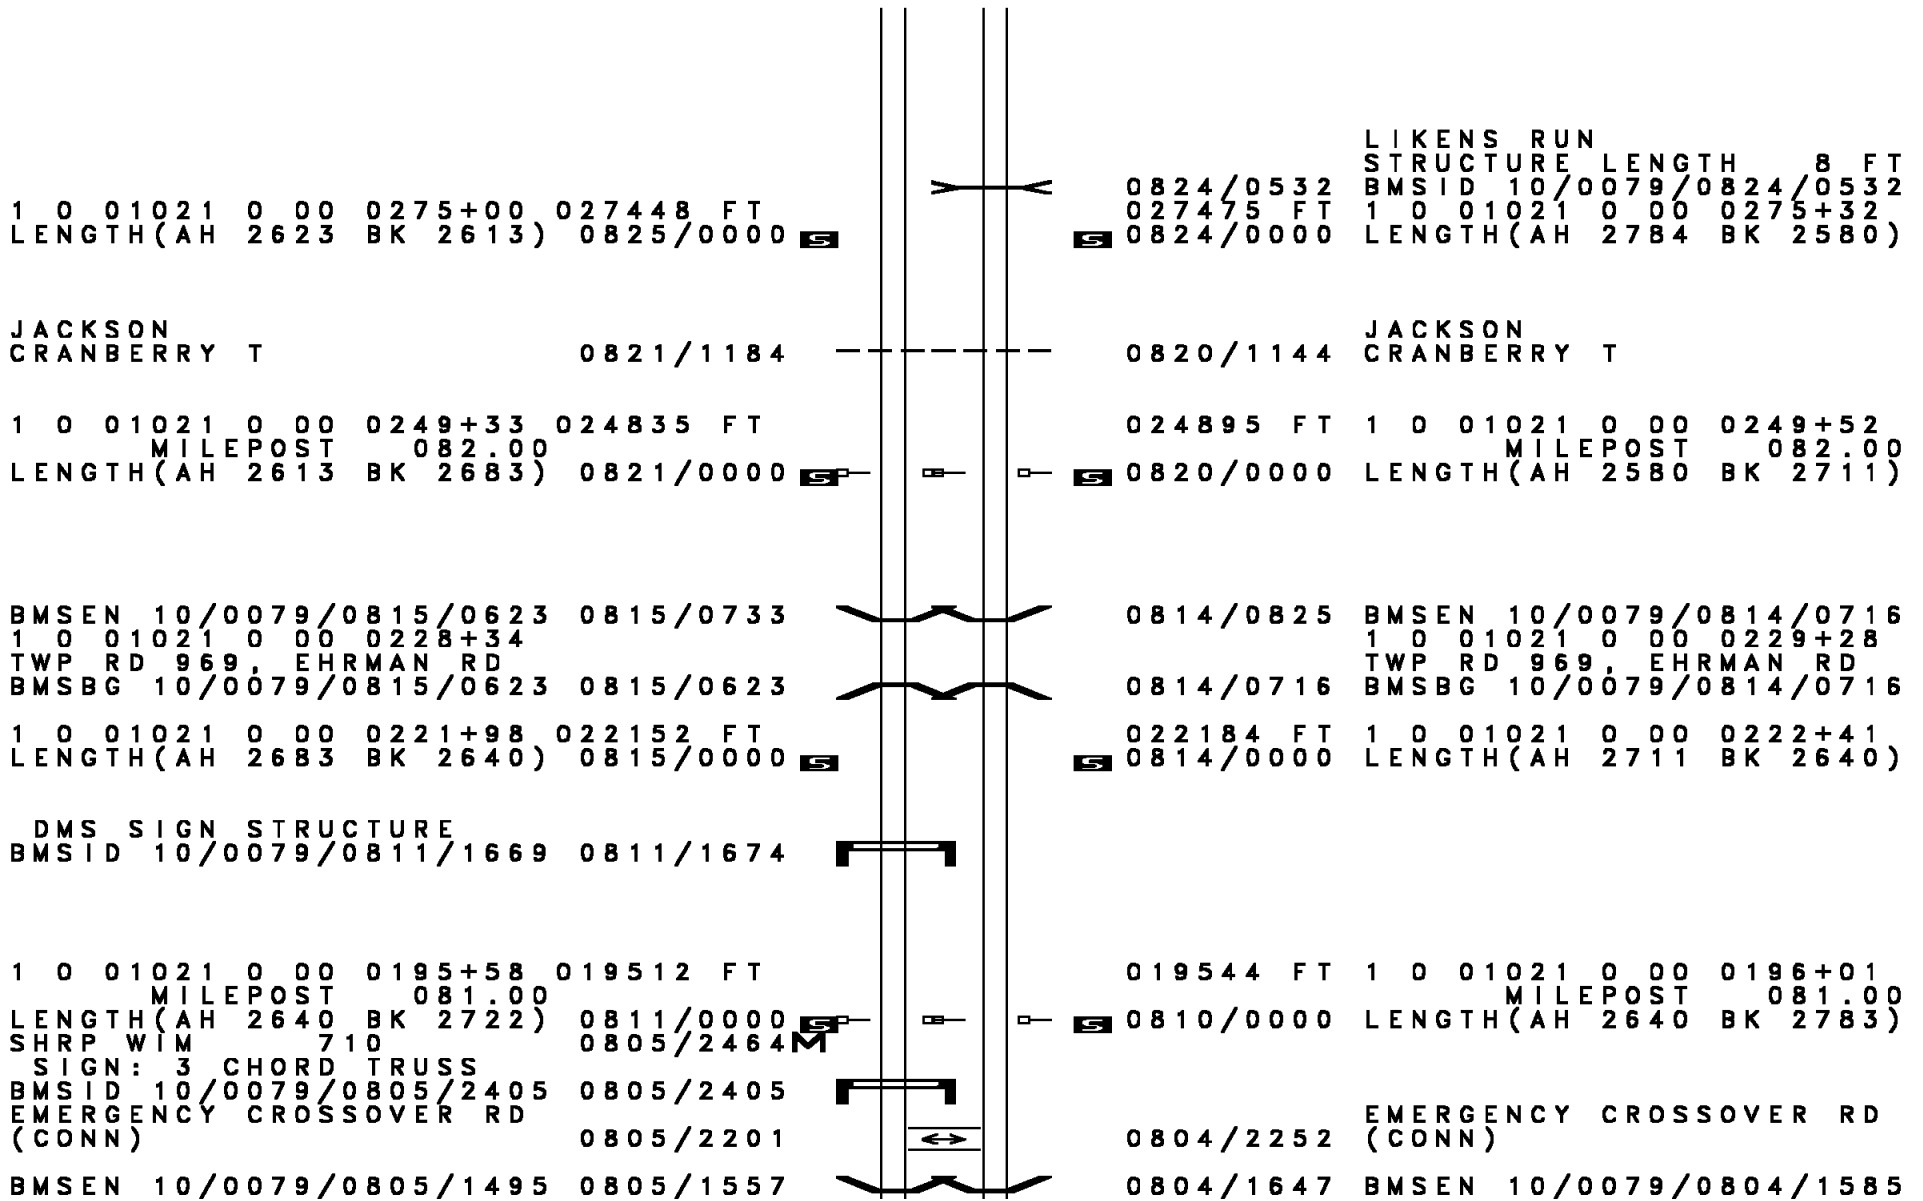 LIKENS RUN
STRUCTURE LENGTH 8 FT
0824/0532 BMSID 10/0079/0824/0532
1 0 01021 0 00 0275+00 027448 FT 027475 FT 1 0 01021 0 00 0275+32
LENGTH(AH 2623 BK 2613) 0825/0000 S S 0824/0000 LENGTH(AH 2784 BK 2580)
JACKSON JACKSON
CRANBERRY T 0821/1184 0820/1144 CRANBERRY T
1 0 01021 0 00 0249+33 024835 FT 024895 FT 1 0 01021 0 00 0249+52
MILEPOST 082.00 MILEPOST 082.00
LENGTH(AH 2613 BK 2683) 0821/0000 S S 0820/0000 LENGTH(AH 2580 BK 2711)
BMSEN 10/0079/0815/0623 0815/0733 0814/0825 BMSEN 10/0079/0814/0716
1 0 01021 0 00 0228+34 1 0 01021 0 00 0229+28
TWP RD 969, EHRMAN RD TWP RD 969, EHRMAN RD
BMSBG 10/0079/0815/0623 0815/0623 0814/0716 BMSBG 10/0079/0814/0716
1 0 01021 0 00 0221+98 022152 FT 022184 FT 1 0 01021 0 00 0222+41
LENGTH(AH 2683 BK 2640) 0815/0000 S S 0814/0000 LENGTH(AH 2711 BK 2640)
DMS SIGN STRUCTURE
BMSID 10/0079/0811/1669 0811/1674
1 0 01021 0 00 0195+58 019512 FT 019544 FT 1 0 01021 0 00 0196+01
MILEPOST 081.00 MILEPOST 081.00
LENGTH(AH 2640 BK 2722) 0811/0000 S S 0810/0000 LENGTH(AH 2640 BK 2783)
SHRP WIM 710 0805/2464 M
SIGN: 3 CHORD TRUSS
BMSID 10/0079/0805/2405 0805/2405
EMERGENCY CROSSOVER RD EMERGENCY CROSSOVER RD
(CONN) 0805/2201 0804/2252 (CONN)
BMSEN 10/0079/0805/1495 0805/1557 0804/1647 BMSEN 10/0079/0804/1585